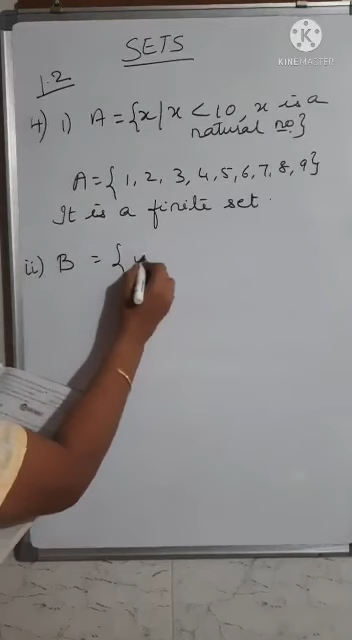 KINEMASTER
SETS
1.2
4) i) A = {x/x < 10, x is a
natural no.}
A = {1, 2, 3, 4, 5, 6, 7, 8, 9}
It is a finite set.
ii) B = {